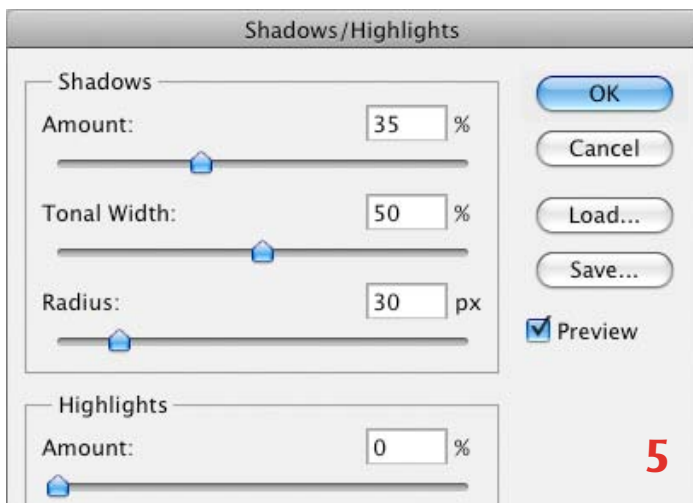 Shadows/Highlights
Shadows
Amount: 35 %
Tonal Width: 50 %
Radius: 30 px
Highlights
Amount: 0 %
OK
Cancel
Load...
Save...
Preview
5